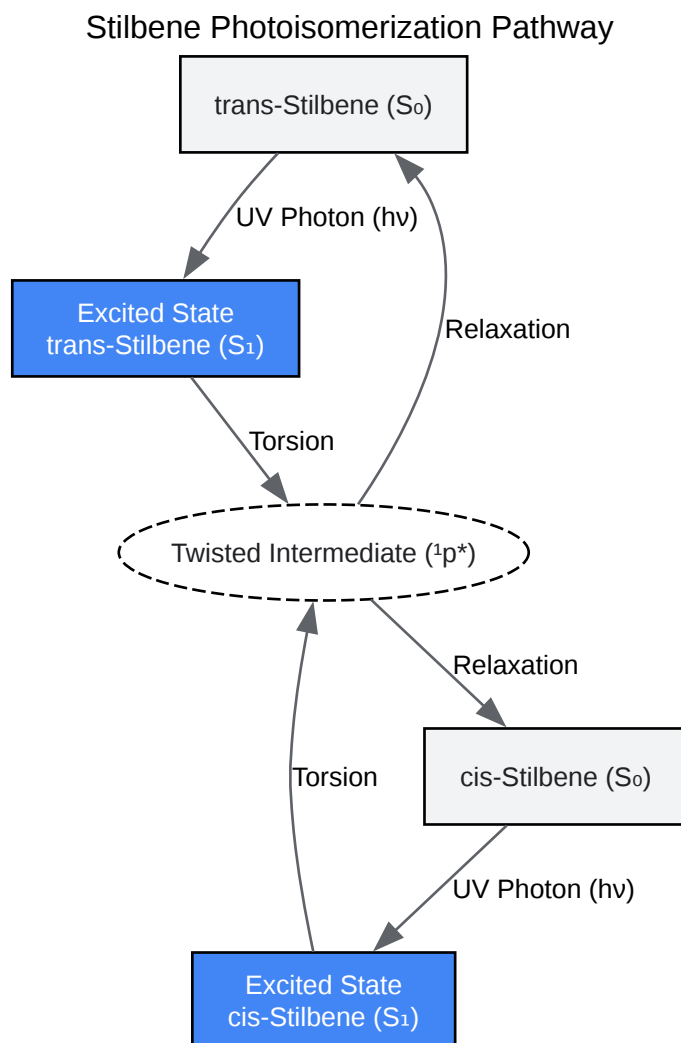 Stilbene Photoisomerization Pathway
trans-Stilbene (S₀)
UV Photon (hν)
Excited State
trans-Stilbene (S₁)
Relaxation
Torsion
Twisted Intermediate (¹p*)
Relaxation
Torsion
cis-Stilbene (S₀)
UV Photon (hν)
Excited State
cis-Stilbene (S₁)